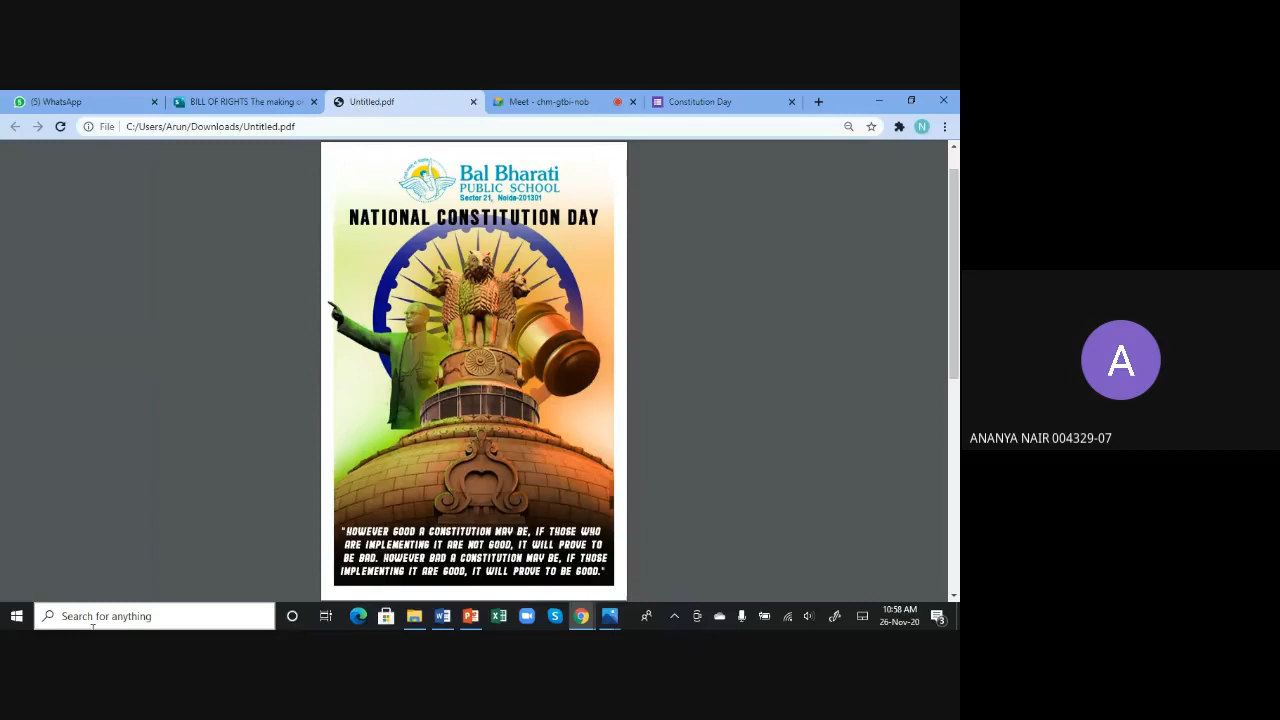 (5) WhatsApp
BILL OF RIGHTS The making o
Untitled.pdf
Meet - chm-gtbi-nob
Constitution Day
File
C:/Users/Arun/Downloads/Untitled.pdf
N
Bal Bharati
PUBLIC SCHOOL
Sector 21, Noida-201301
NATIONAL CONSTITUTION DAY
"HOWEVER GOOD A CONSTITUTION MAY BE, IF THOSE WHO
ARE IMPLEMENTING IT ARE NOT GOOD, IT WILL PROVE TO
BE BAD. HOWEVER BAD A CONSTITUTION MAY BE, IF THOSE
IMPLEMENTING IT ARE GOOD, IT WILL PROVE TO BE GOOD."
A
ANANYA NAIR 004329-07
Search for anything
10:58 AM
26-Nov-20
3